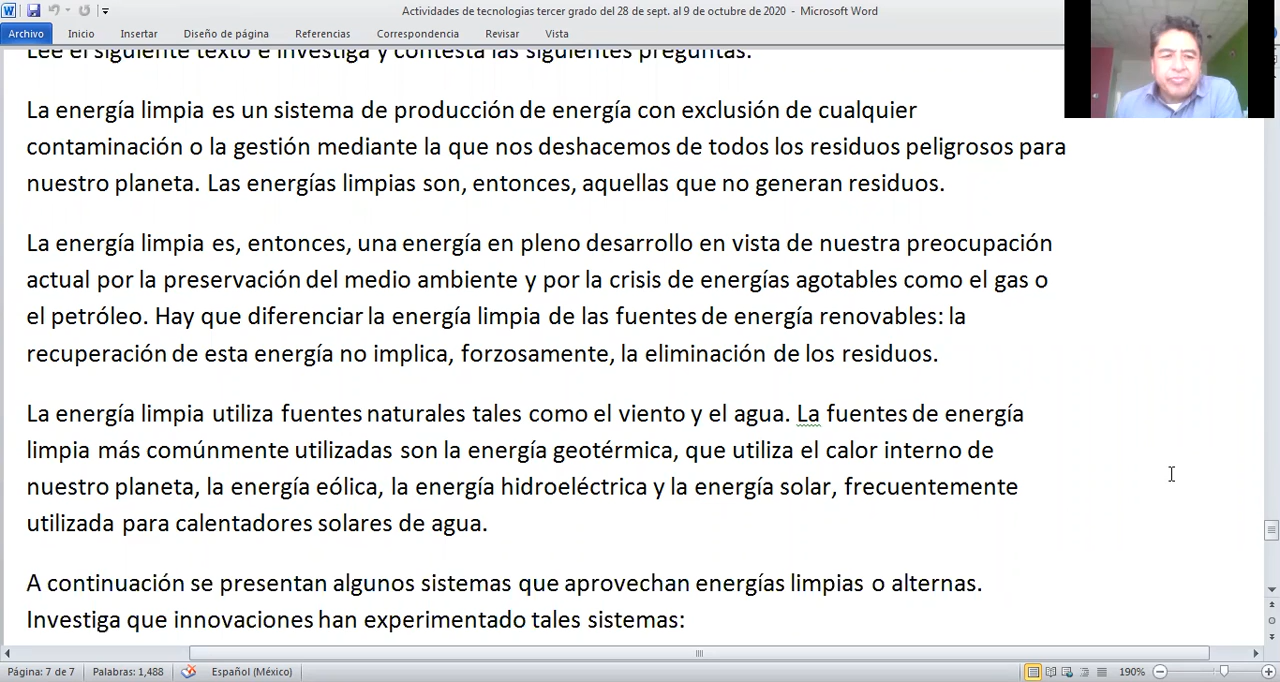 Actividades de tecnologias tercer grado del 28 de sept. al 9 de octubre de 2020 - Microsoft Word
Archivo Inicio Insertar Diseño de página Referencias Correspondencia Revisar Vista
Lee el siguiente texto e investiga y contesta las siguientes preguntas.
La energía limpia es un sistema de producción de energía con exclusión de cualquier
contaminación o la gestión mediante la que nos deshacemos de todos los residuos peligrosos para
nuestro planeta. Las energías limpias son, entonces, aquellas que no generan residuos.
La energía limpia es, entonces, una energía en pleno desarrollo en vista de nuestra preocupación
actual por la preservación del medio ambiente y por la crisis de energías agotables como el gas o
el petróleo. Hay que diferenciar la energía limpia de las fuentes de energía renovables: la
recuperación de esta energía no implica, forzosamente, la eliminación de los residuos.
La energía limpia utiliza fuentes naturales tales como el viento y el agua. La fuentes de energía
limpia más comúnmente utilizadas son la energía geotérmica, que utiliza el calor interno de
nuestro planeta, la energía eólica, la energía hidroeléctrica y la energía solar, frecuentemente
utilizada para calentadores solares de agua.
A continuación se presentan algunos sistemas que aprovechan energías limpias o alternas.
Investiga que innovaciones han experimentado tales sistemas:
Página: 7 de 7 Palabras: 1,488 Español (México) 190%